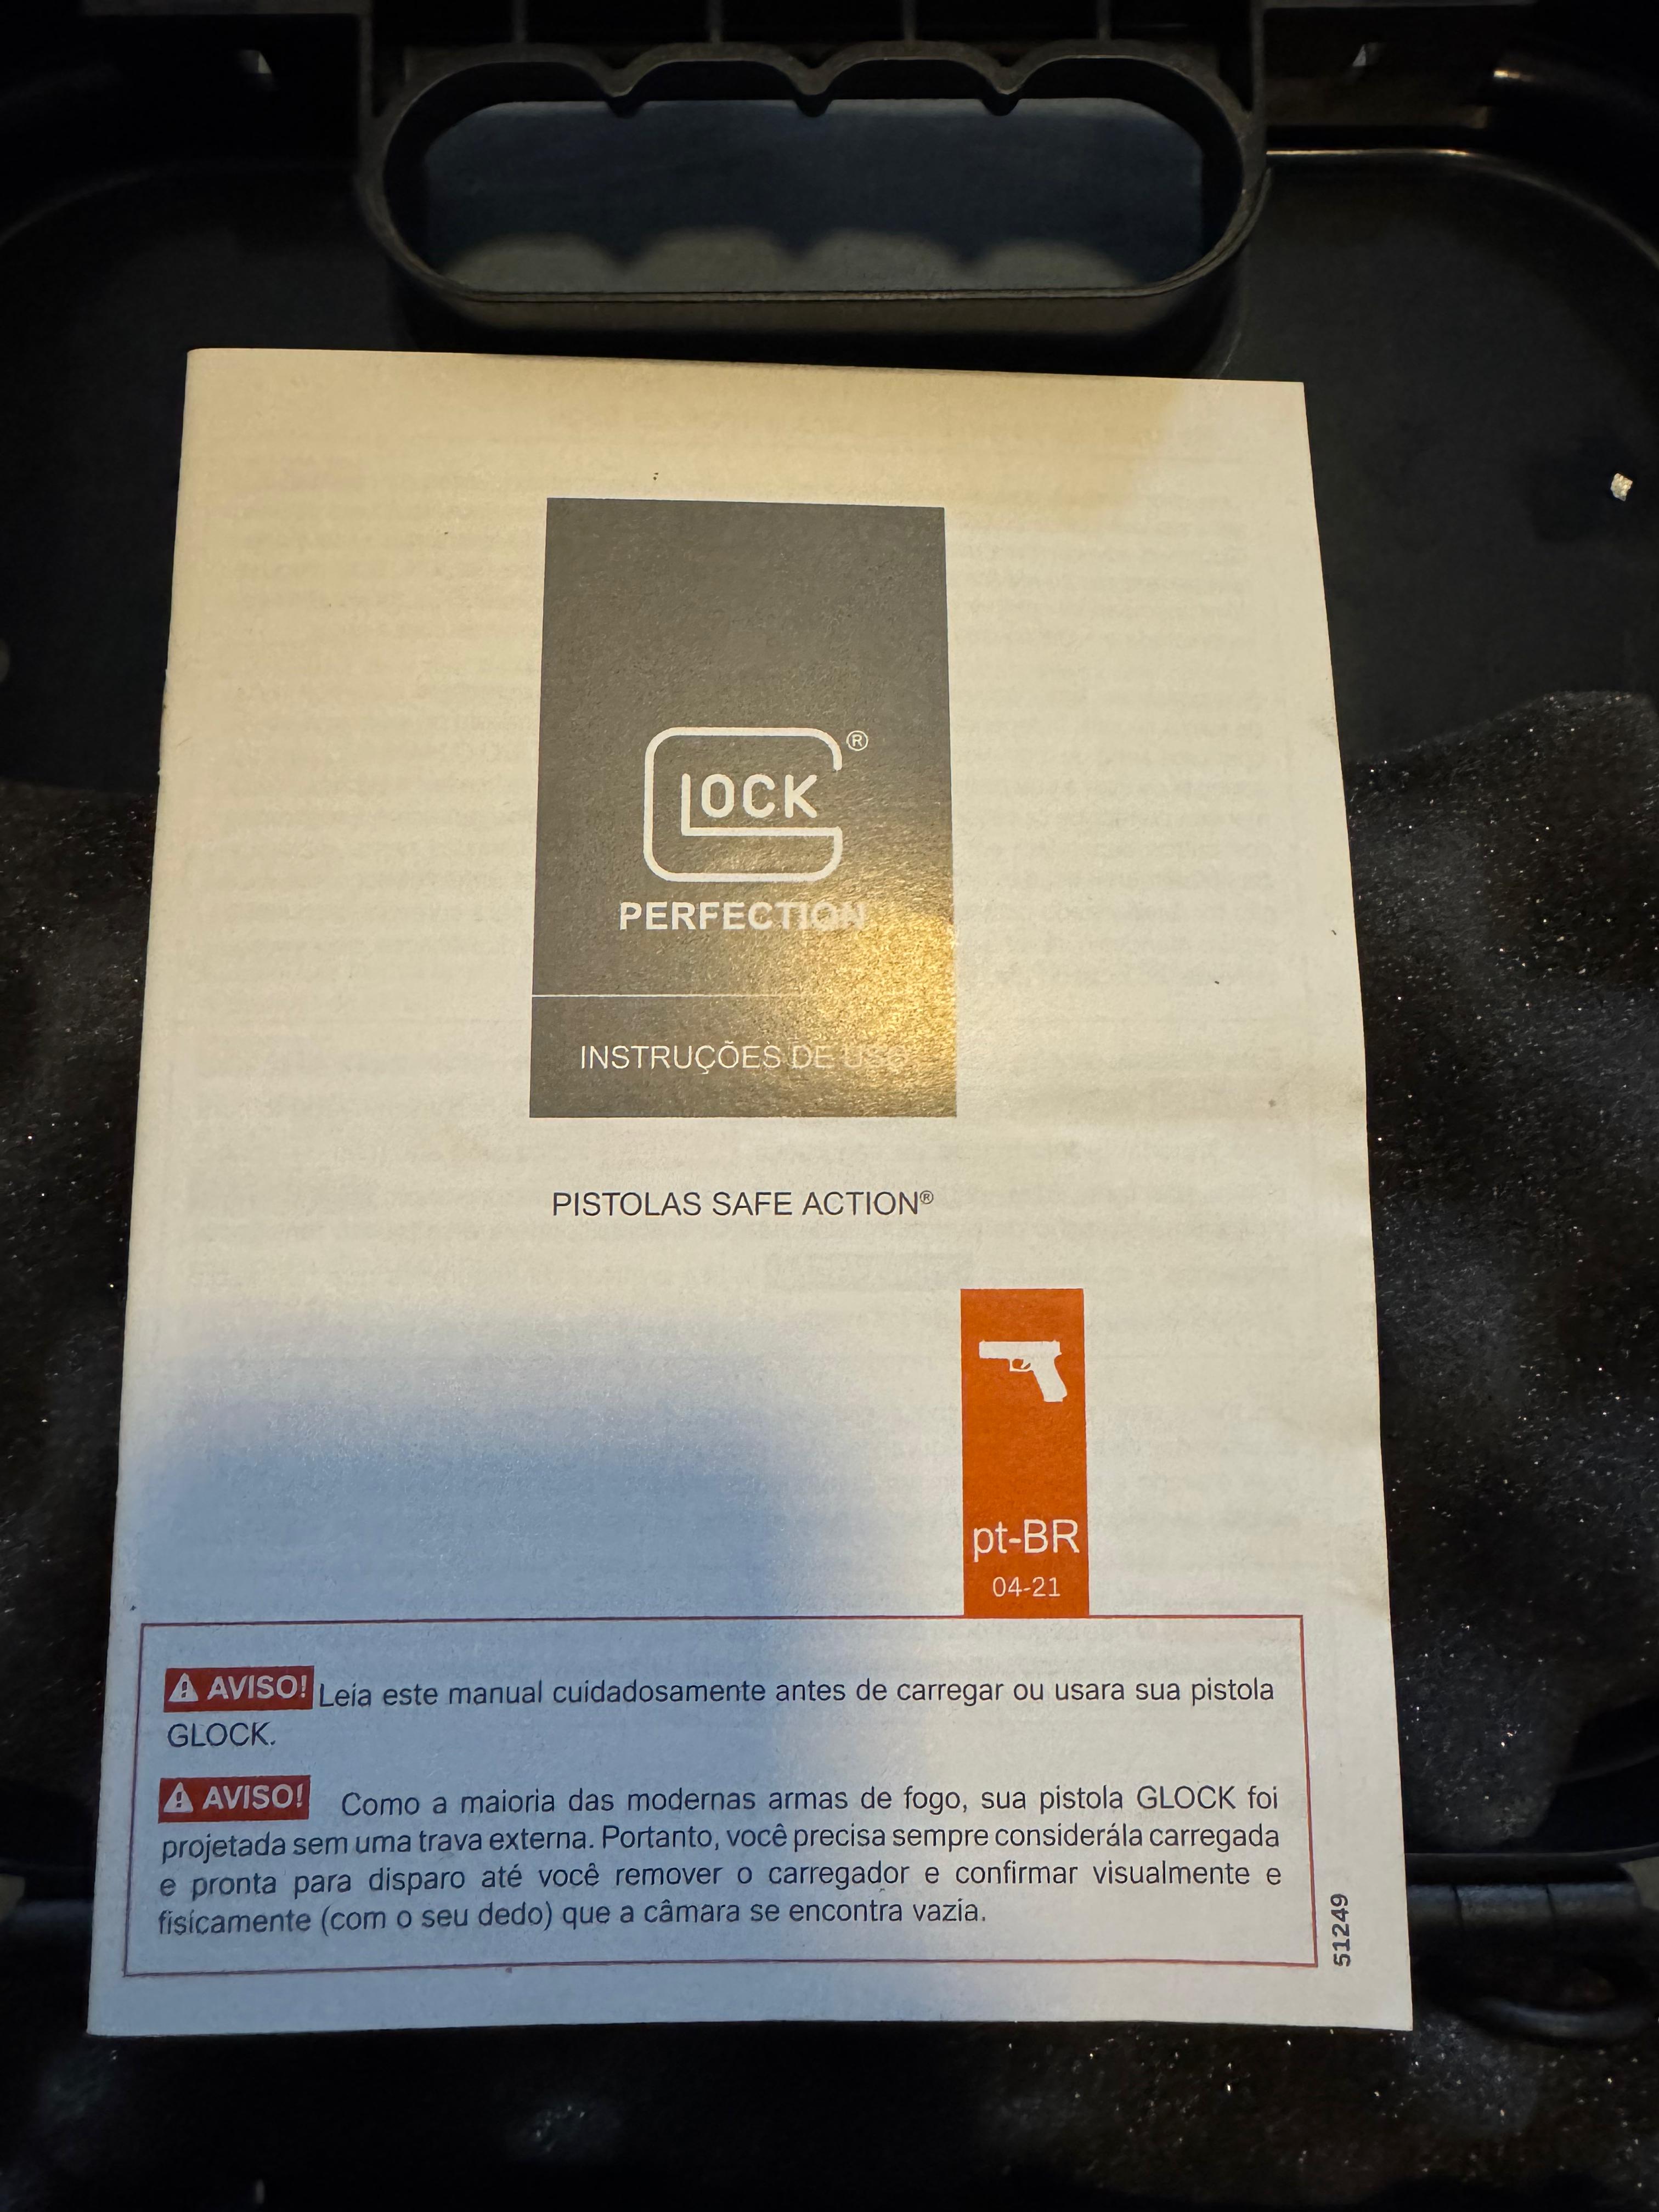 GLOCK®
PERFECTION
INSTRUÇÕES DE USO
PISTOLAS SAFE ACTION®
pt-BR
04-21
AVISO! Leia este manual cuidadosamente antes de carregar ou usara sua pistola
GLOCK.
AVISO! Como a maioria das modernas armas de fogo, sua pistola GLOCK foi
projetada sem uma trava externa. Portanto, você precisa sempre considerála carregada
e pronta para disparo até você remover o carregador e confirmar visualmente e
fisicamente (com o seu dedo) que a câmara se encontra vazia.
51249